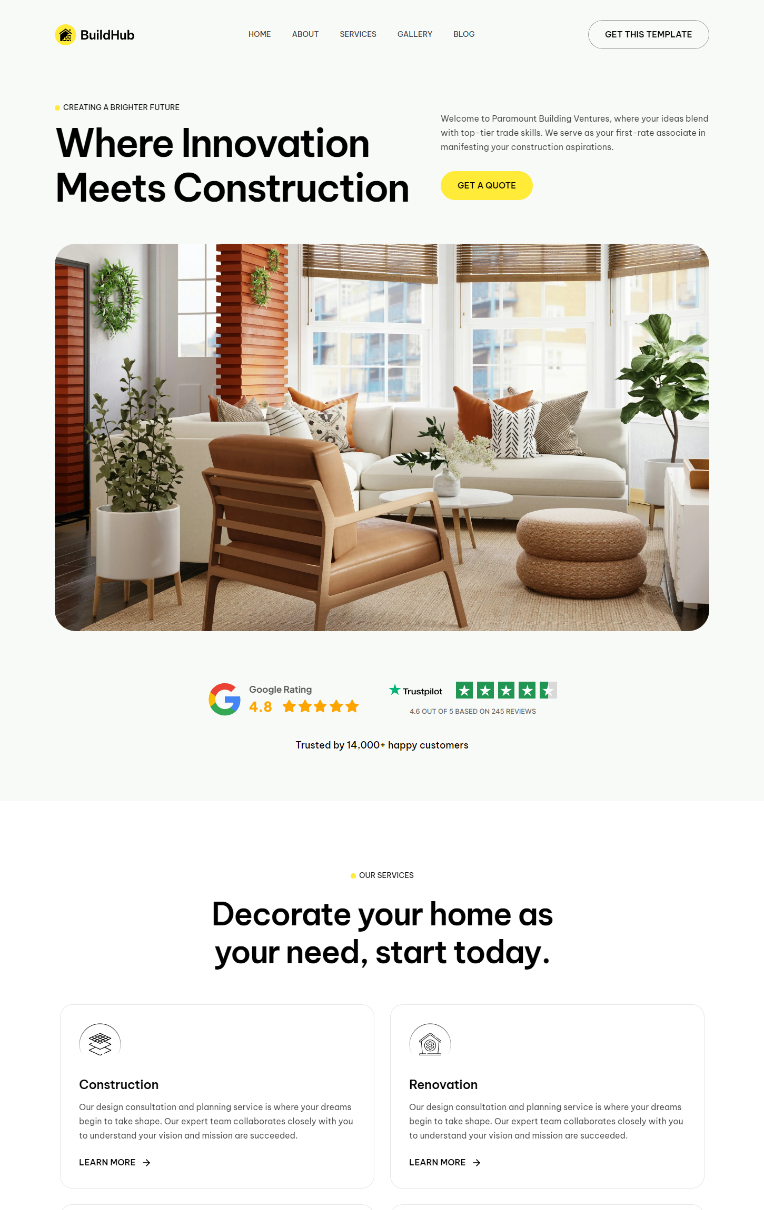 BuildHub
HOME
ABOUT
SERVICES
GALLERY
BLOG
GET THIS TEMPLATE
CREATING A BRIGHTER FUTURE
Where Innovation
Meets Construction
Welcome to Paramount Building Ventures, where your ideas blend
with top-tier trade skills. We serve as your first-rate associate in
manifesting your construction aspirations.
GET A QUOTE
Google Rating
4.8
Trustpilot
4.6 OUT OF 5 BASED ON 245 REVIEWS
Trusted by 14,000+ happy customers
OUR SERVICES
Decorate your home as
your need, start today.
Construction
Our design consultation and planning service is where your dreams
begin to take shape. Our expert team collaborates closely with you
to understand your vision and mission are succeeded.
LEARN MORE
Renovation
Our design consultation and planning service is where your dreams
begin to take shape. Our expert team collaborates closely with you
to understand your vision and mission are succeeded.
LEARN MORE